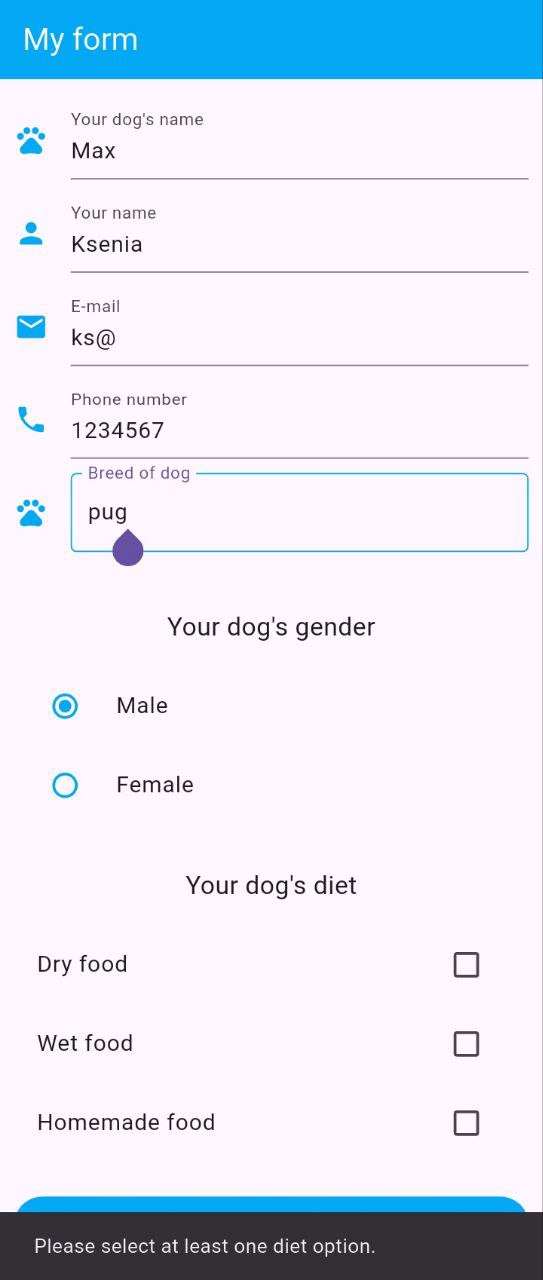 My form
Your dog's name
Max
Your name
Ksenia
E-mail
ks@
Phone number
1234567
Breed of dog
pug
Your dog's gender
Male
Female
Your dog's diet
Dry food
Wet food
Homemade food
Please select at least one diet option.